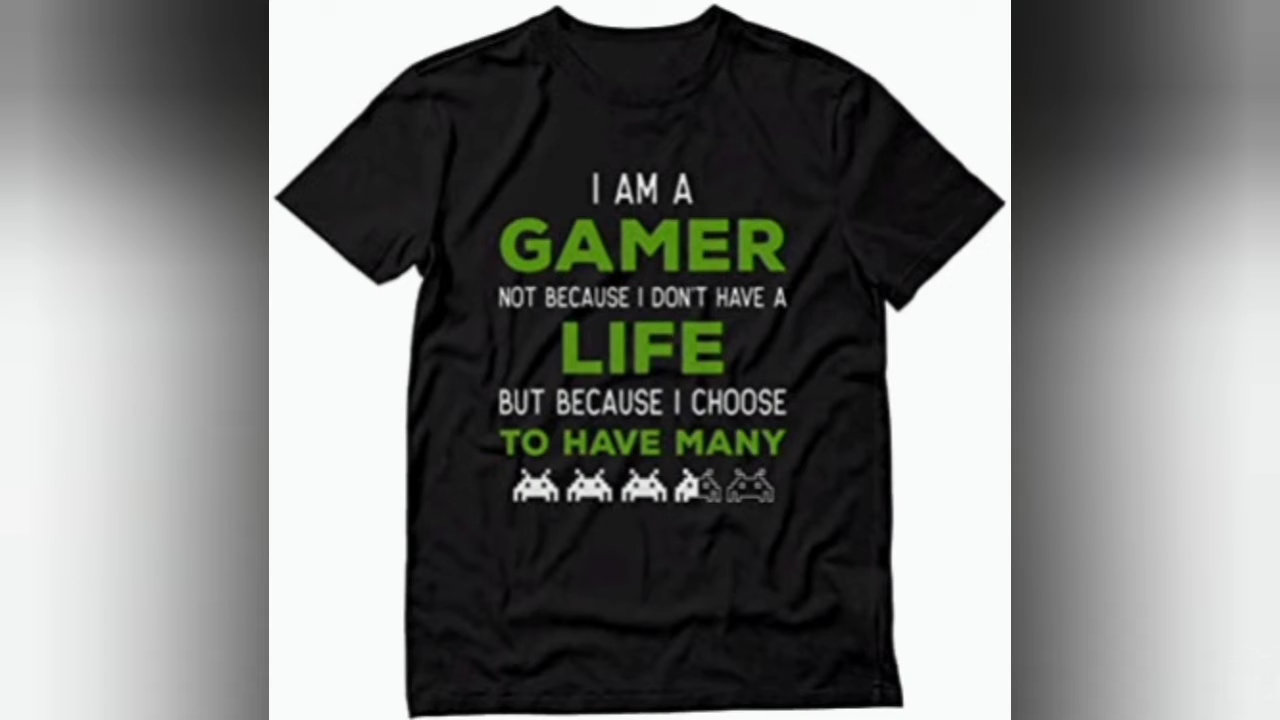 I AM A
GAMER
NOT BECAUSE I DON'T HAVE A
LIFE
BUT BECAUSE I CHOOSE
TO HAVE MANY